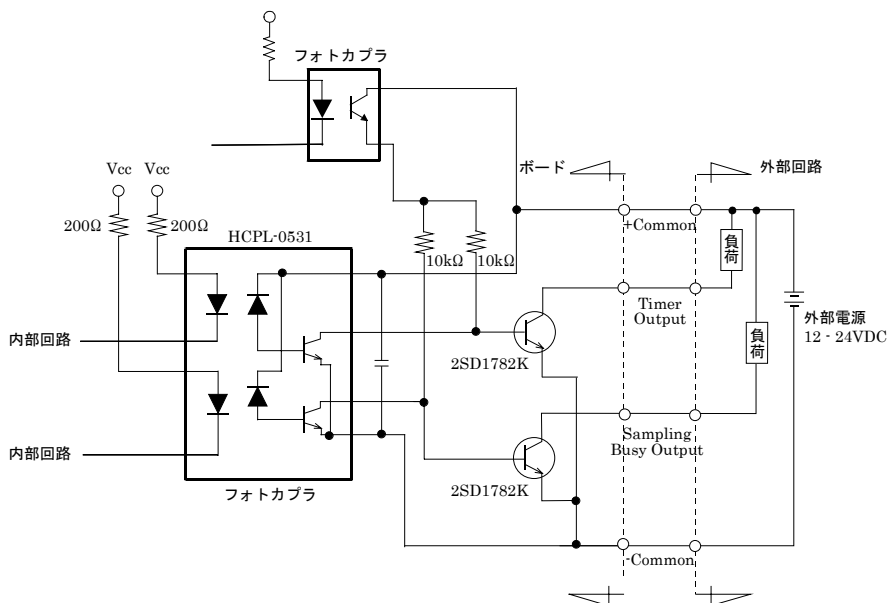 フォトカプラ
ボード
外部回路
Vcc
Vcc
200Ω
200Ω
HCPL-0531
10kΩ
10kΩ
+Common
負荷
Timer
Output
外部電源
12 - 24VDC
内部回路
2SD1782K
負荷
Sampling
Busy Output
内部回路
2SD1782K
フォトカプラ
-Common